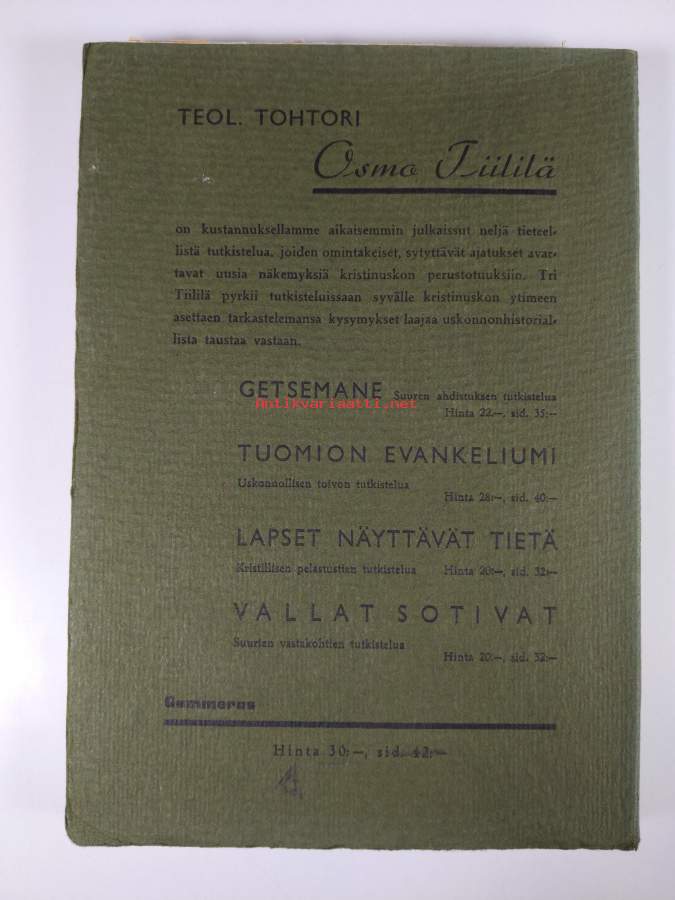 TEOL. TOHTORI
Osmo Tiililä
on kustannuksellamme aikaisemmin julkaissut neljä tieteel-
listä tutkistelua, joiden omintakeiset, sytyttävät ajatukset avar-
tavat uusia näkemyksiä kristinuskon perustotuuksiin. Tri
Tiililä pyrkii tutkisteluissaan syvälle kristinuskon ytimeen
asettaen tarkastelemansa kysymykset laajaa uskonnonhistorial-
lista taustaa vastaan.
GETSEMANE Suuren ahdistuksen tutkistelua
antikvariaatti.net
Hinta 22:—, sid. 35:—
TUOMION EVANKELIUMI
Uskonnollisen toivon tutkistelua
Hinta 28:—, sid. 40:—
LAPSET NÄYTTÄVÄT TIETÄ
Kristillisen pelastustien tutkistelua Hinta 20:—, sid. 32:—
VALLAT SOTIVAT
Suurien vastakohtien tutkistelua
Hinta 20:—, sid. 32:—
Gummerus
Hinta 30:—, sid. 42:—